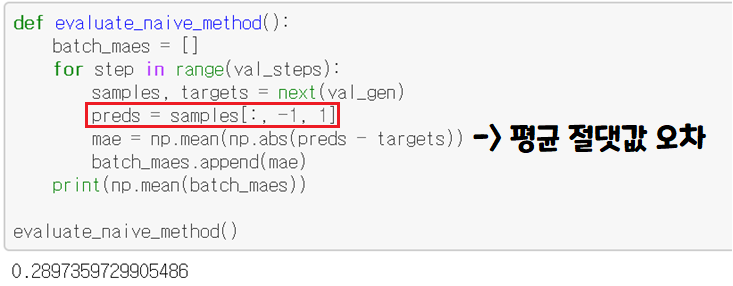 def evaluate_naive_method():
    batch_maes = []
    for step in range(val_steps):
        samples, targets = next(val_gen)
        preds = samples[:, -1, 1]
        mae = np.mean(np.abs(preds - targets)) -> 평균 절댓값 오차
        batch_maes.append(mae)
    print(np.mean(batch_maes))

evaluate_naive_method()
0.2897359729905486